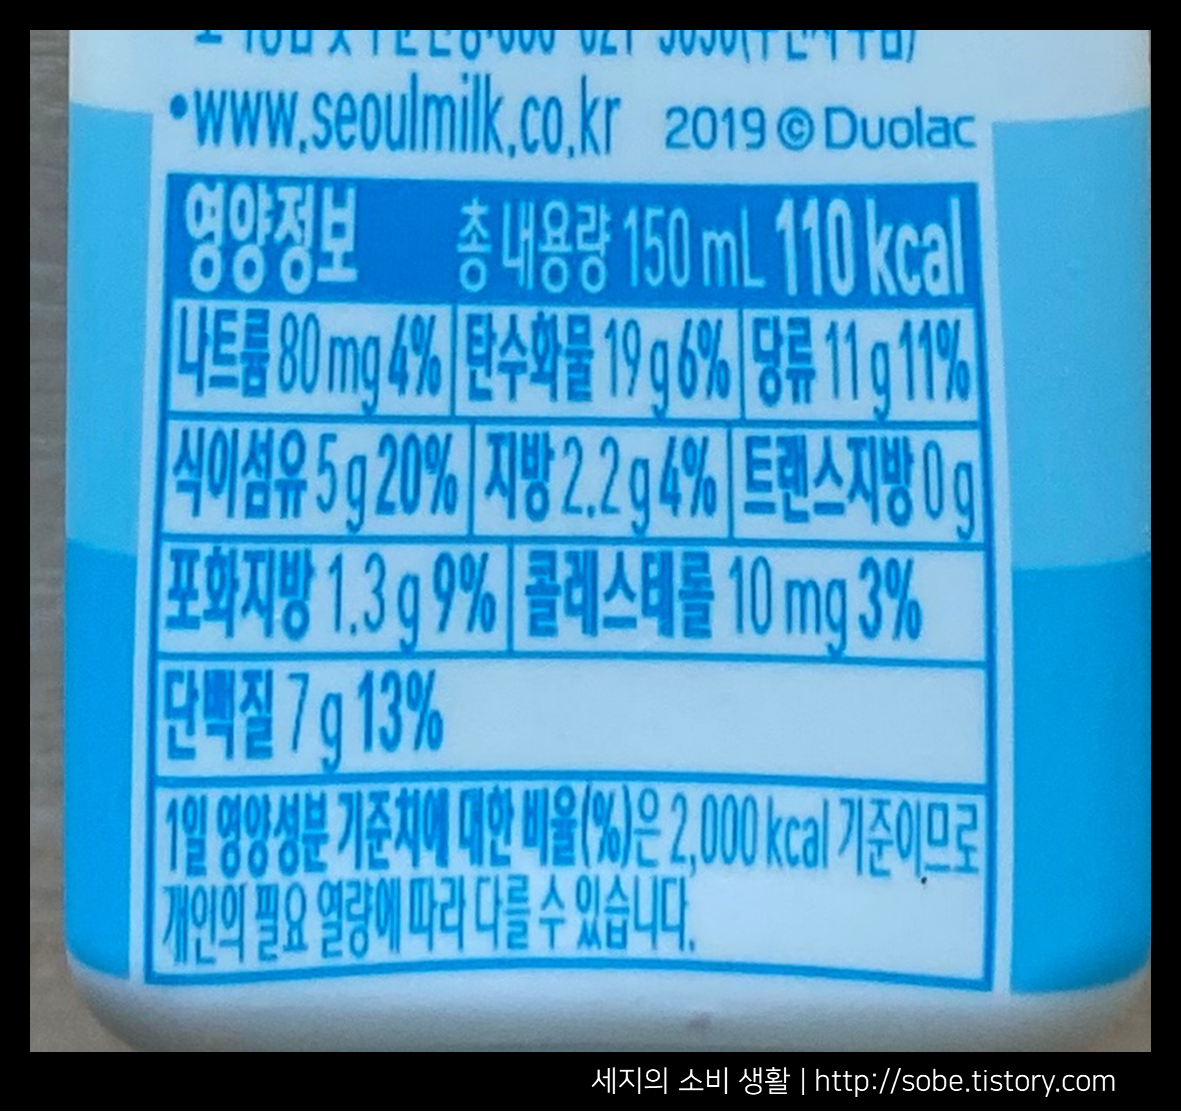 •www.seoulmilk.co.kr 2019 © Duolac
영양정보 총 내용량 150 mL 110 kcal
나트륨 80 mg 4% 탄수화물 19 g 6% 당류 11 g 11%
식이섬유 5 g 20% 지방 2.2 g 4% 트랜스지방 0 g
포화지방 1.3 g 9% 콜레스테롤 10 mg 3%
단백질 7 g 13%
1일 영양성분 기준치에 대한 비율(%)은 2,000 kcal 기준이므로
개인의 필요 열량에 따라 다를 수 있습니다.
세지의 소비 생활 | http://sobe.tistory.com